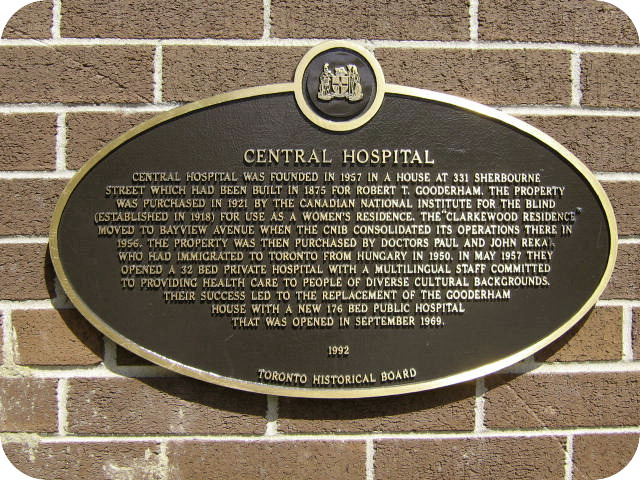 CENTRAL HOSPITAL
CENTRAL HOSPITAL WAS FOUNDED IN 1957 IN A HOUSE AT 331 SHERBOURNE
STREET WHICH HAD BEEN BUILT IN 1875 FOR ROBERT T. GOODERHAM. THE PROPERTY
WAS PURCHASED IN 1921 BY THE CANADIAN NATIONAL INSTITUTE FOR THE BLIND
(ESTABLISHED IN 1918) FOR USE AS A WOMEN'S RESIDENCE. THE "CLARKEWOOD RESIDENCE"
MOVED TO BAYVIEW AVENUE WHEN THE CNIB CONSOLIDATED ITS OPERATIONS THERE IN
1956. THE PROPERTY WAS THEN PURCHASED BY DOCTORS PAUL AND JOHN REKAI,
WHO HAD IMMIGRATED TO TORONTO FROM HUNGARY IN 1950. IN MAY 1957 THEY
OPENED A 32 BED PRIVATE HOSPITAL WITH A MULTILINGUAL STAFF COMMITTED
TO PROVIDING HEALTH CARE TO PEOPLE OF DIVERSE CULTURAL BACKGROUNDS.
THEIR SUCCESS LED TO THE REPLACEMENT OF THE GOODERHAM
HOUSE WITH A NEW 176 BED PUBLIC HOSPITAL
THAT WAS OPENED IN SEPTEMBER 1969.
1992
TORONTO HISTORICAL BOARD